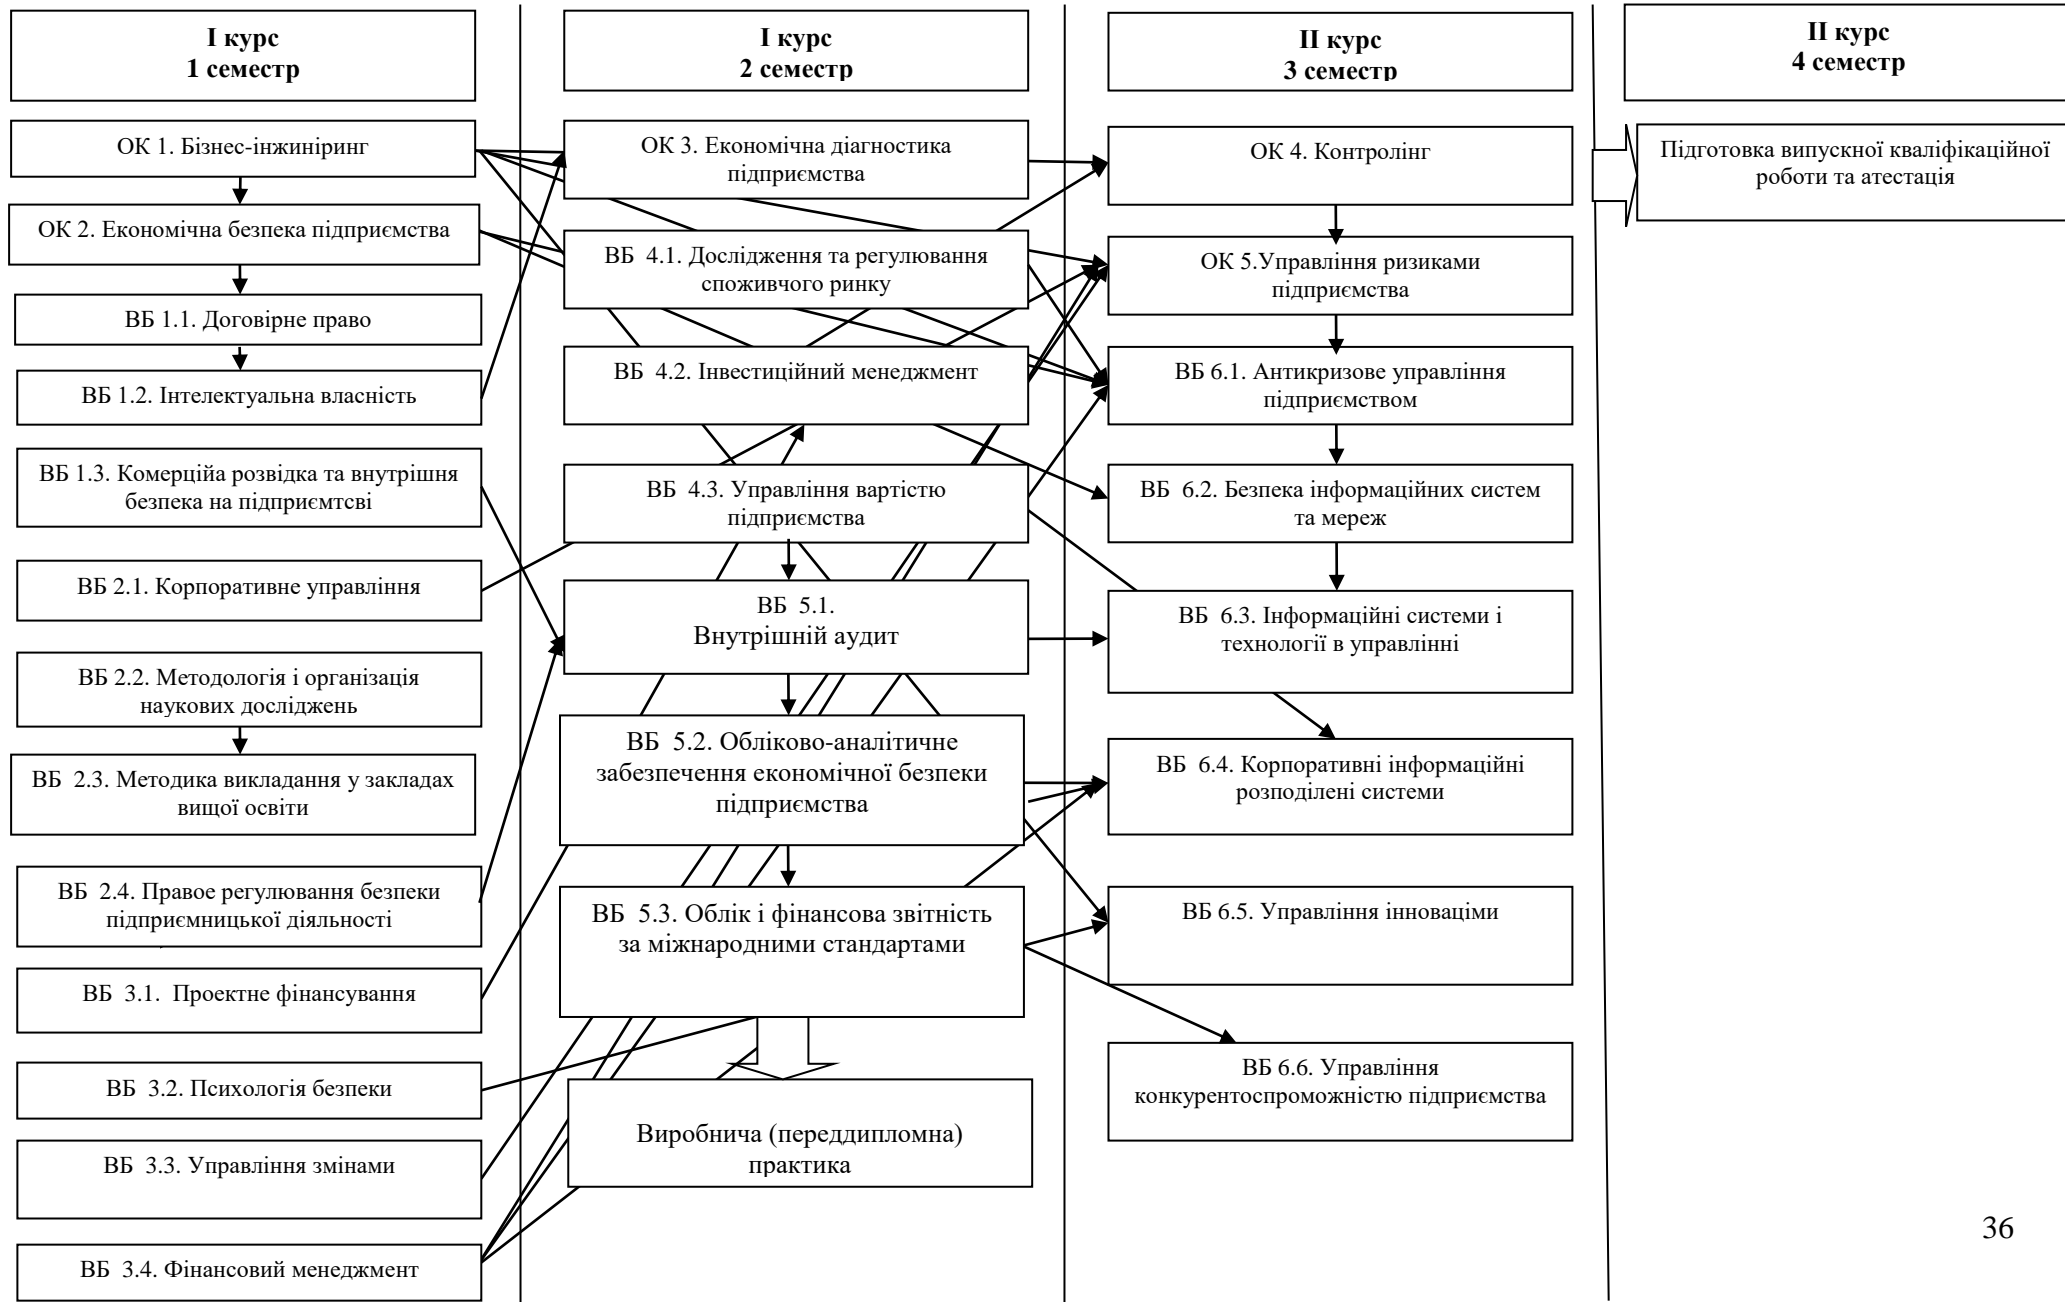 І курс
1 семестр
ОК 1. Бізнес-інжиніринг
ОК 2. Економічна безпека підприємства
ВБ 1.1. Договірне право
ВБ 1.2. Інтелектуальна власність
ВБ 1.3. Комерційа розвідка та внутрішня
безпека на підприємтсві
ВБ 2.1. Корпоративне управління
ВБ 2.2. Методологія і організація
наукових досліджень
ВБ 2.3. Методика викладання у закладах
вищої освіти
ВБ 2.4. Правое регулювання безпеки
підприємницької діяльності
ВБ 3.1. Проектне фінансування
ВБ 3.2. Психологія безпеки
ВБ 3.3. Управління змінами
ВБ 3.4. Фінансовий менеджмент
І курс
2 семестр
ОК 3. Економічна діагностика
підприємства
ВБ 4.1. Дослідження та регулювання
споживчого ринку
ВБ 4.2. Інвестиційний менеджмент
ВБ 4.3. Управління вартістю
підприємства
ВБ 5.1.
Внутрішній аудит
ВБ 5.2. Обліково-аналітичне
забезпечення економічної безпеки
підприємства
ВБ 5.3. Облік і фінансова звітність
за міжнародними стандартами
Виробнича (переддипломна)
практика
ІІ курс
3 семестр
ОК 4. Контролінг
ОК 5.Управління ризиками
підприємства
ВБ 6.1. Антикризове управління
підприємством
ВБ 6.2. Безпека інформаційних систем
та мереж
ВБ 6.3. Інформаційні системи і
технології в управлінні
ВБ 6.4. Корпоративні інформаційні
розподілені системи
ВБ 6.5. Управління інноваціми
ВБ 6.6. Управління
конкурентоспроможністю підприємства
ІІ курс
4 семестр
Підготовка випускної кваліфікаційної
роботи та атестація
36